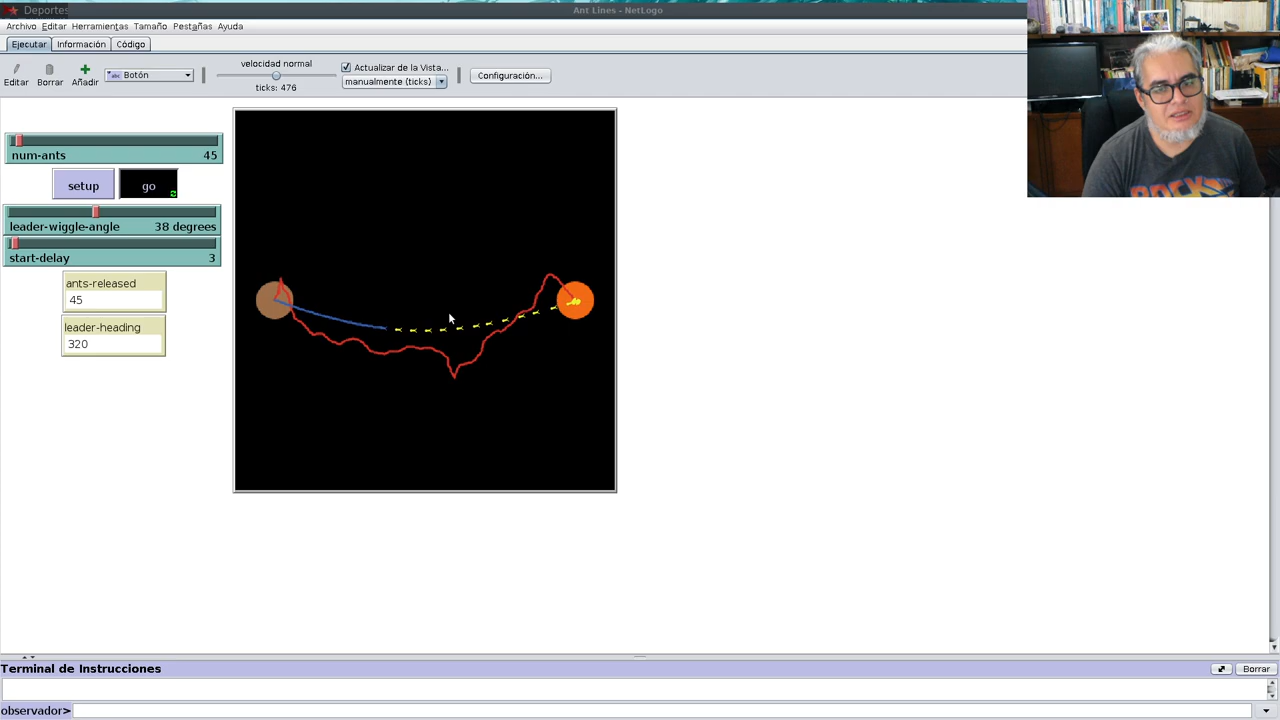 Deportes
Ant Lines - NetLogo
Archivo Editar Herramientas Tamaño Pestañas Ayuda
Ejecutar Información Código
Editar Borrar Añadir abc Botón
velocidad normal
ticks: 476
Actualizar de la Vista...
manualmente (ticks)
Configuración...
num-ants 45
setup go
leader-wiggle-angle 38 degrees
start-delay 3
ants-released
45
leader-heading
320
Terminal de Instrucciones
Borrar
observador>